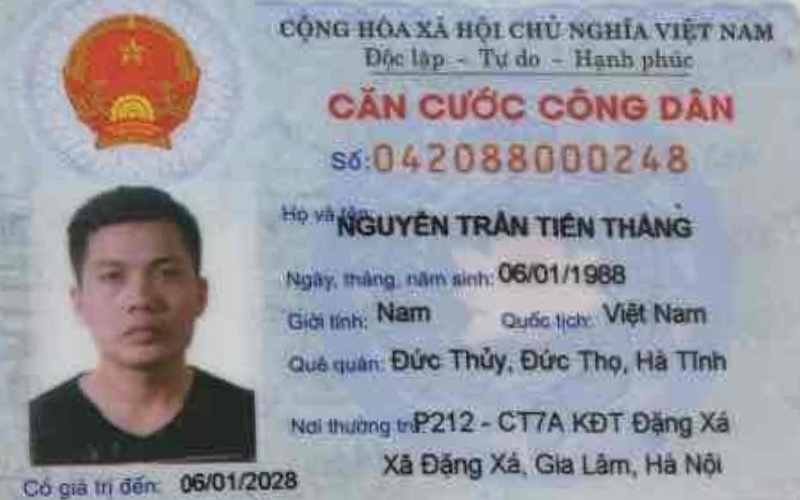 CỘNG HÒA XÃ HỘI CHỦ NGHĨA VIỆT NAM
Độc lập - Tự do - Hạnh phúc
CĂN CƯỚC CÔNG DÂN
Số: 042088000248
Họ và tên: NGUYỄN TRẦN TIẾN THẮNG
Ngày, tháng, năm sinh: 06/01/1988
Giới tính: Nam Quốc tịch: Việt Nam
Quê quán: Đức Thủy, Đức Thọ, Hà Tĩnh
Nơi thường trú: P212 - CT7A KĐT Đặng Xá
Xã Đặng Xá, Gia Lâm, Hà Nội
Có giá trị đến: 06/01/2028